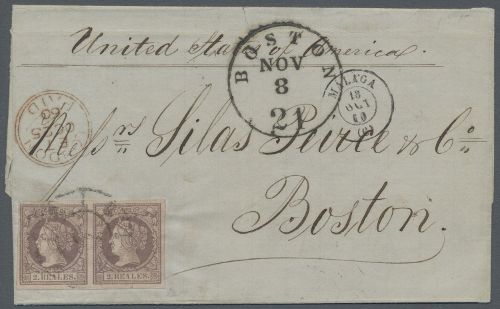 United States of America.
BOSTON
NOV
8
21
MALAGA
18
OCT
60
Messrs Silas Peirce & Co
Boston.
PAID
2. REALES. 2. REALES.